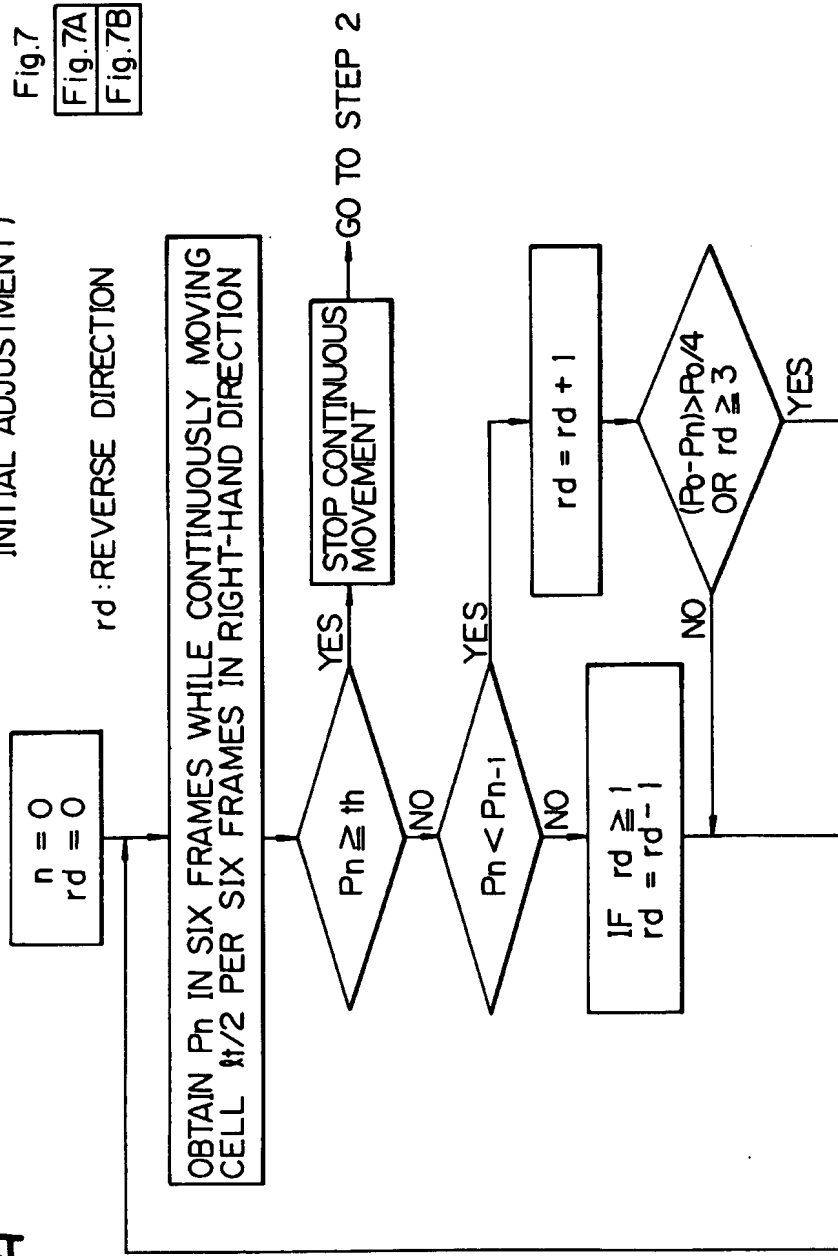 INITIAL ADJUSTMENT)
Fig.7
Fig.7A
Fig.7B
rd:REVERSE DIRECTION
n = 0
rd = 0
OBTAIN Pn IN SIX FRAMES WHILE CONTINUOUSLY MOVING
CELL ℓt/2 PER SIX FRAMES IN RIGHT-HAND DIRECTION
Pn ≧ th
YES
STOP CONTINUOUS
MOVEMENT
GO TO STEP 2
NO
Pn < Pn-1
YES
rd = rd + 1
NO
IF rd ≧ 1
rd = rd - 1
(Po-Pn)>Po/4
OR rd ≧ 3
NO
YES